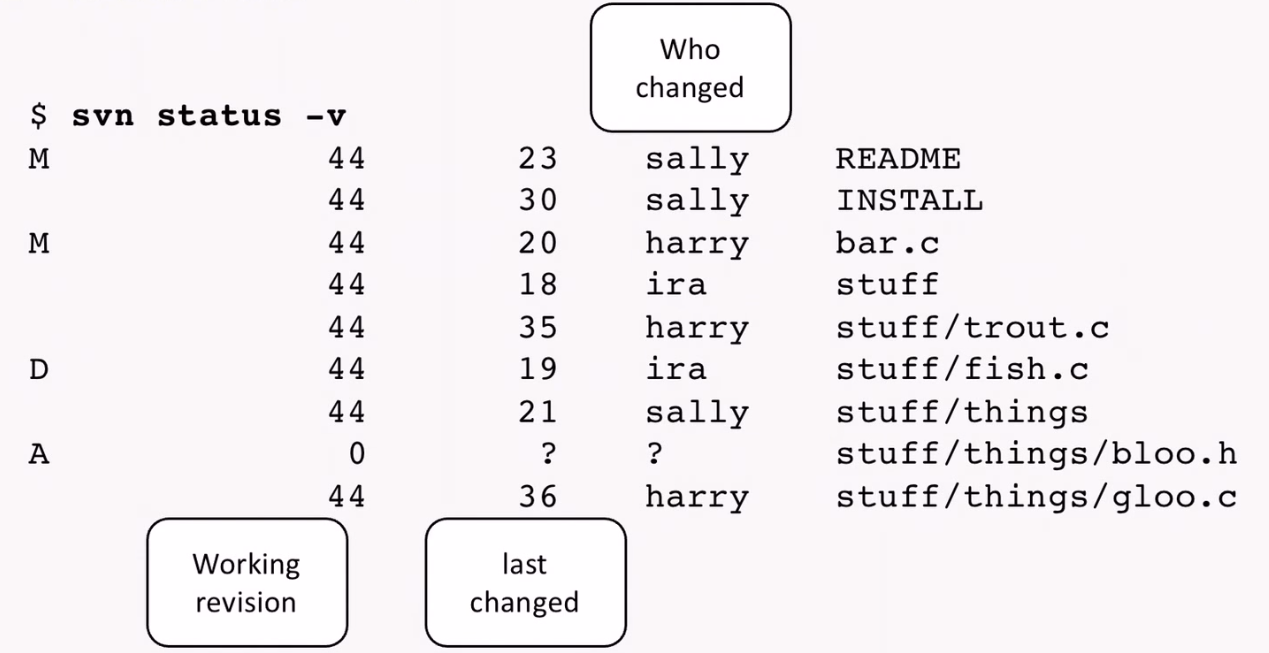 Who
changed
$ svn status -v
M 44 23 sally README
44 30 sally INSTALL
M 44 20 harry bar.c
44 18 ira stuff
44 35 harry stuff/trout.c
D 44 19 ira stuff/fish.c
44 21 sally stuff/things
A 0 ? ? stuff/things/bloo.h
44 36 harry stuff/things/gloo.c
Working
revision
last
changed